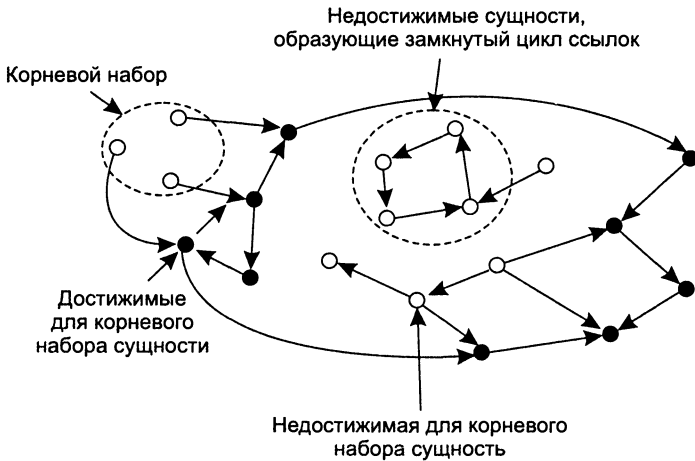 Недостижимые сущности,
образующие замкнутый цикл ссылок
Корневой набор
Достижимые
для корневого
набора сущности
Недостижимая для корневого
набора сущность